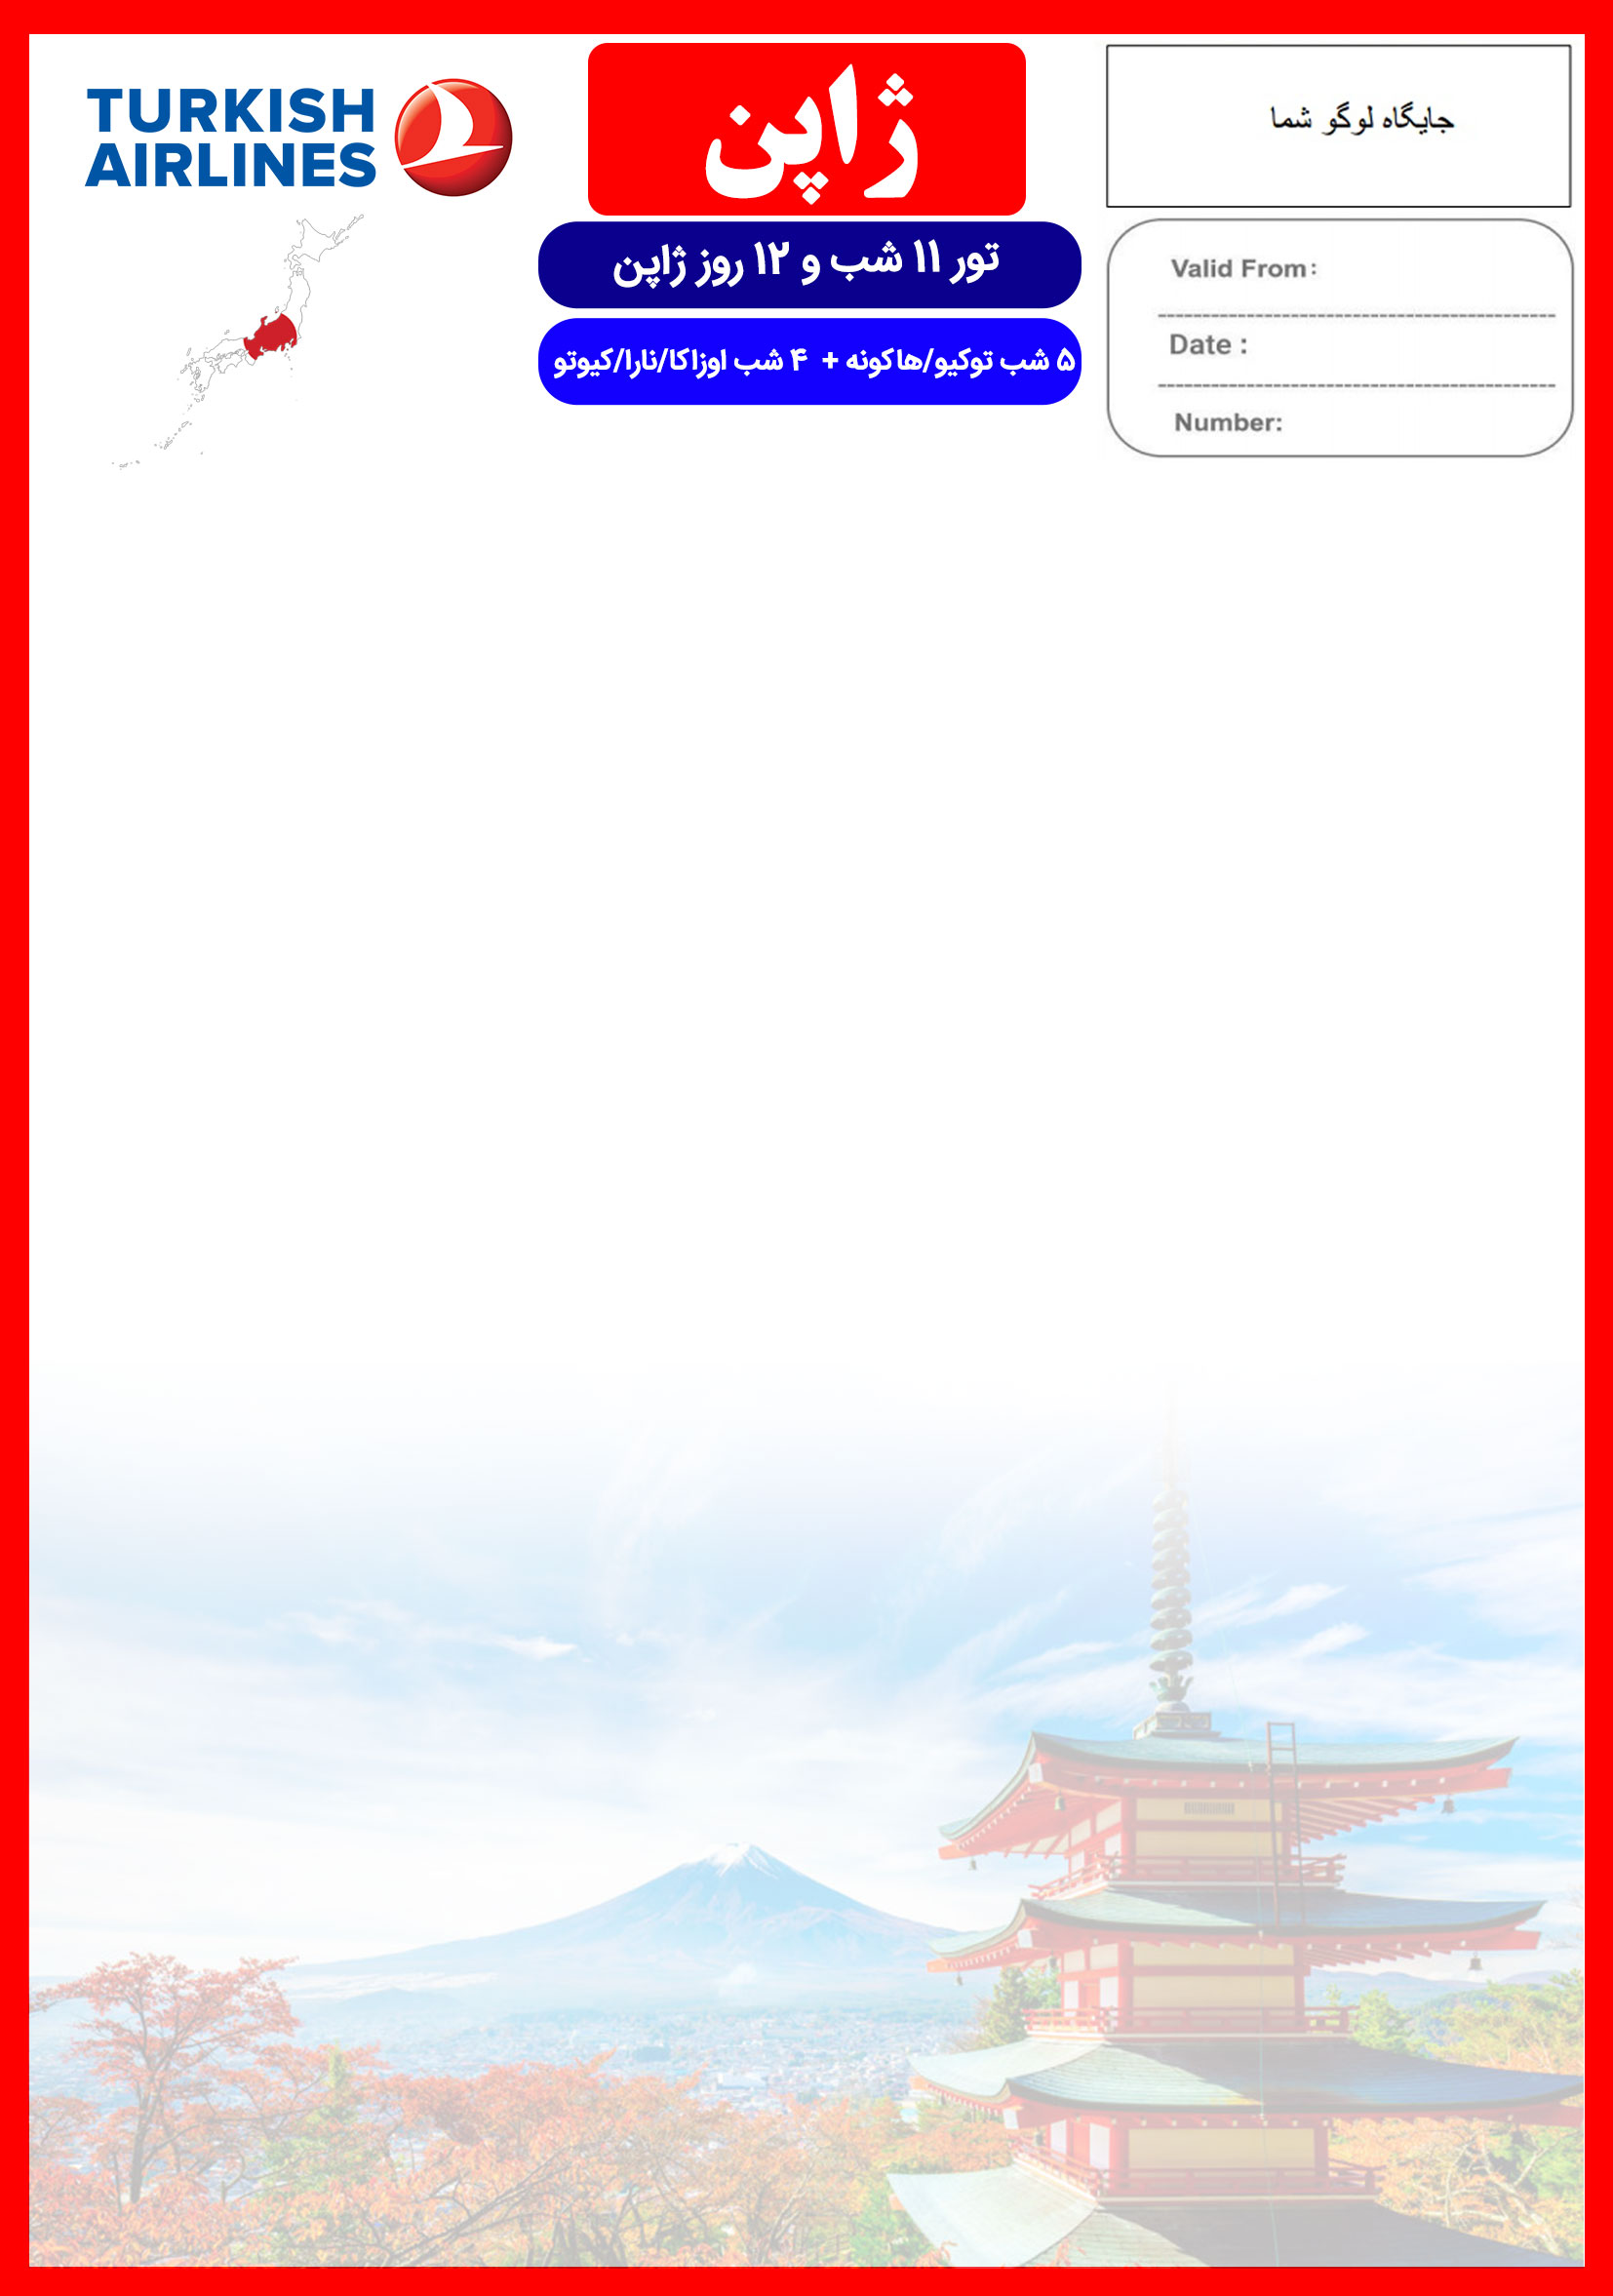 TURKISH
AIRLINES
ژاپن
جایگاه لوگو شما
تور ۱۱ شب و ۱۲ روز ژاپن
۵ شب توکیو/هاکونه + ۴ شب اوزاکا/نارا/کیوتو
Valid From:
Date :
Number: